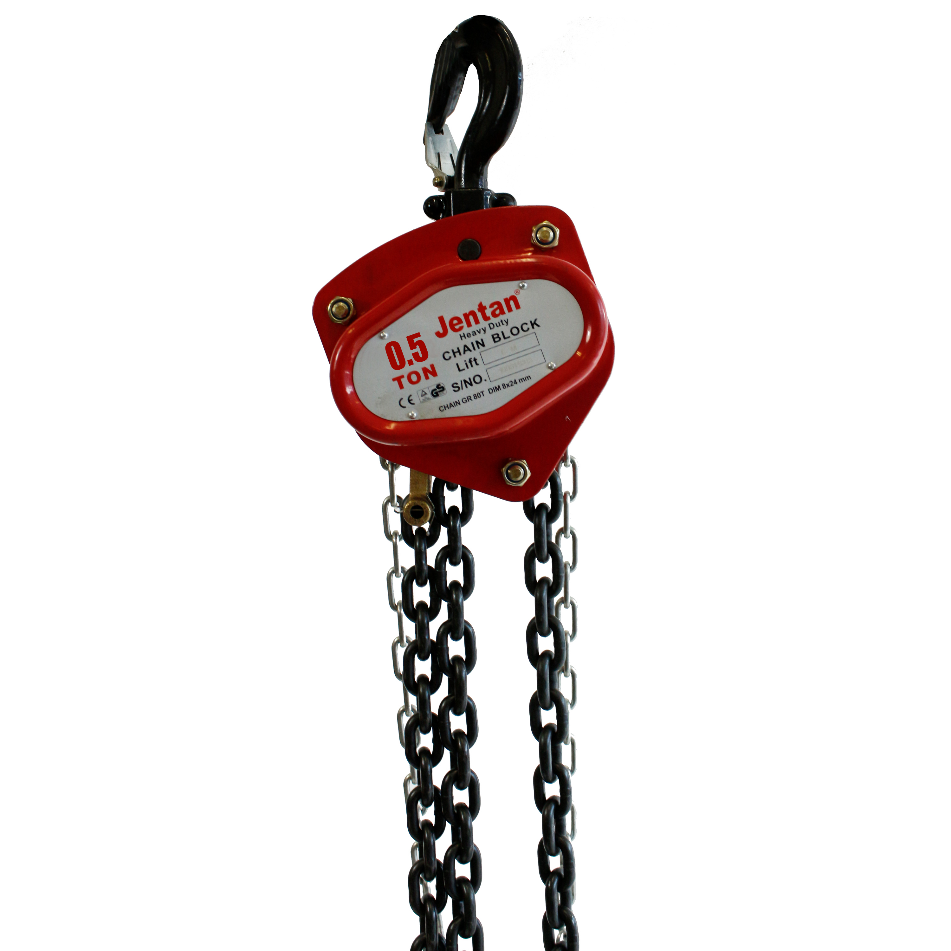 Jentan®
Heavy Duty
0.5
TON
CHAIN BLOCK
Lift
S/NO.
CE GS
CHAIN GR 80T DIM 8x24 mm